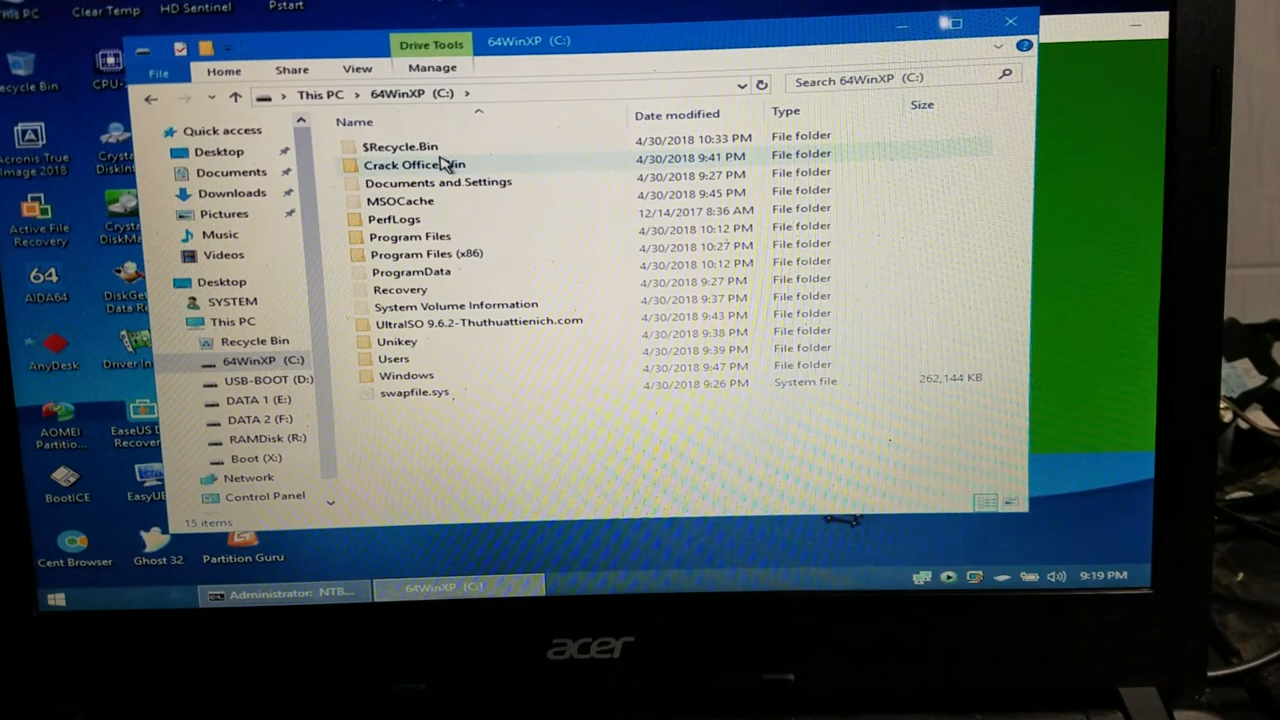 This PC
Clear Temp
HD Sentinel
Pstart
Drive Tools
64WinXP (C:)
File
Home
Share
View
Manage
This PC > 64WinXP (C:) >
Search 64WinXP (C:)
Quick access
Desktop
Documents
Downloads
Pictures
Music
Videos
Desktop
SYSTEM
This PC
Recycle Bin
64WinXP (C:)
USB-BOOT (D:)
DATA 1 (E:)
DATA 2 (F:)
RAMDisk (R:)
Boot (X:)
Network
Control Panel
Name Date modified Type Size
$Recycle.Bin 4/30/2018 10:33 PM File folder
Crack Office 4/30/2018 9:41 PM File folder
Documents and Settings 4/30/2018 9:27 PM File folder
MSOCache 4/30/2018 9:45 PM File folder
PerfLogs 12/14/2017 8:36 AM File folder
Program Files 4/30/2018 10:12 PM File folder
Program Files (x86) 4/30/2018 10:27 PM File folder
ProgramData 4/30/2018 10:12 PM File folder
Recovery 4/30/2018 9:27 PM File folder
System Volume Information 4/30/2018 9:37 PM File folder
UltraISO 9.6.2-Thuthuattienich.com 4/30/2018 9:43 PM File folder
Unikey 4/30/2018 9:38 PM File folder
Users 4/30/2018 9:39 PM File folder
Windows 4/30/2018 9:47 PM File folder
swapfile.sys 4/30/2018 9:26 PM System file 262,144 KB
15 items
ecycle Bin
CPU-
Acronis True
Image 2018
Crysta
DiskIn
Active File
Recovery
Cryst
DiskMa
64
AIDA64
DiskGe
Data R
AnyDesk
Driver In
AOMEI
Partitio...
EaseUS D
Recover
BootICE
EasyUE
Cent Browser
Ghost 32
Partition Guru
Administrator: NTB...
64WinXP (C:)
9:19 PM
acer